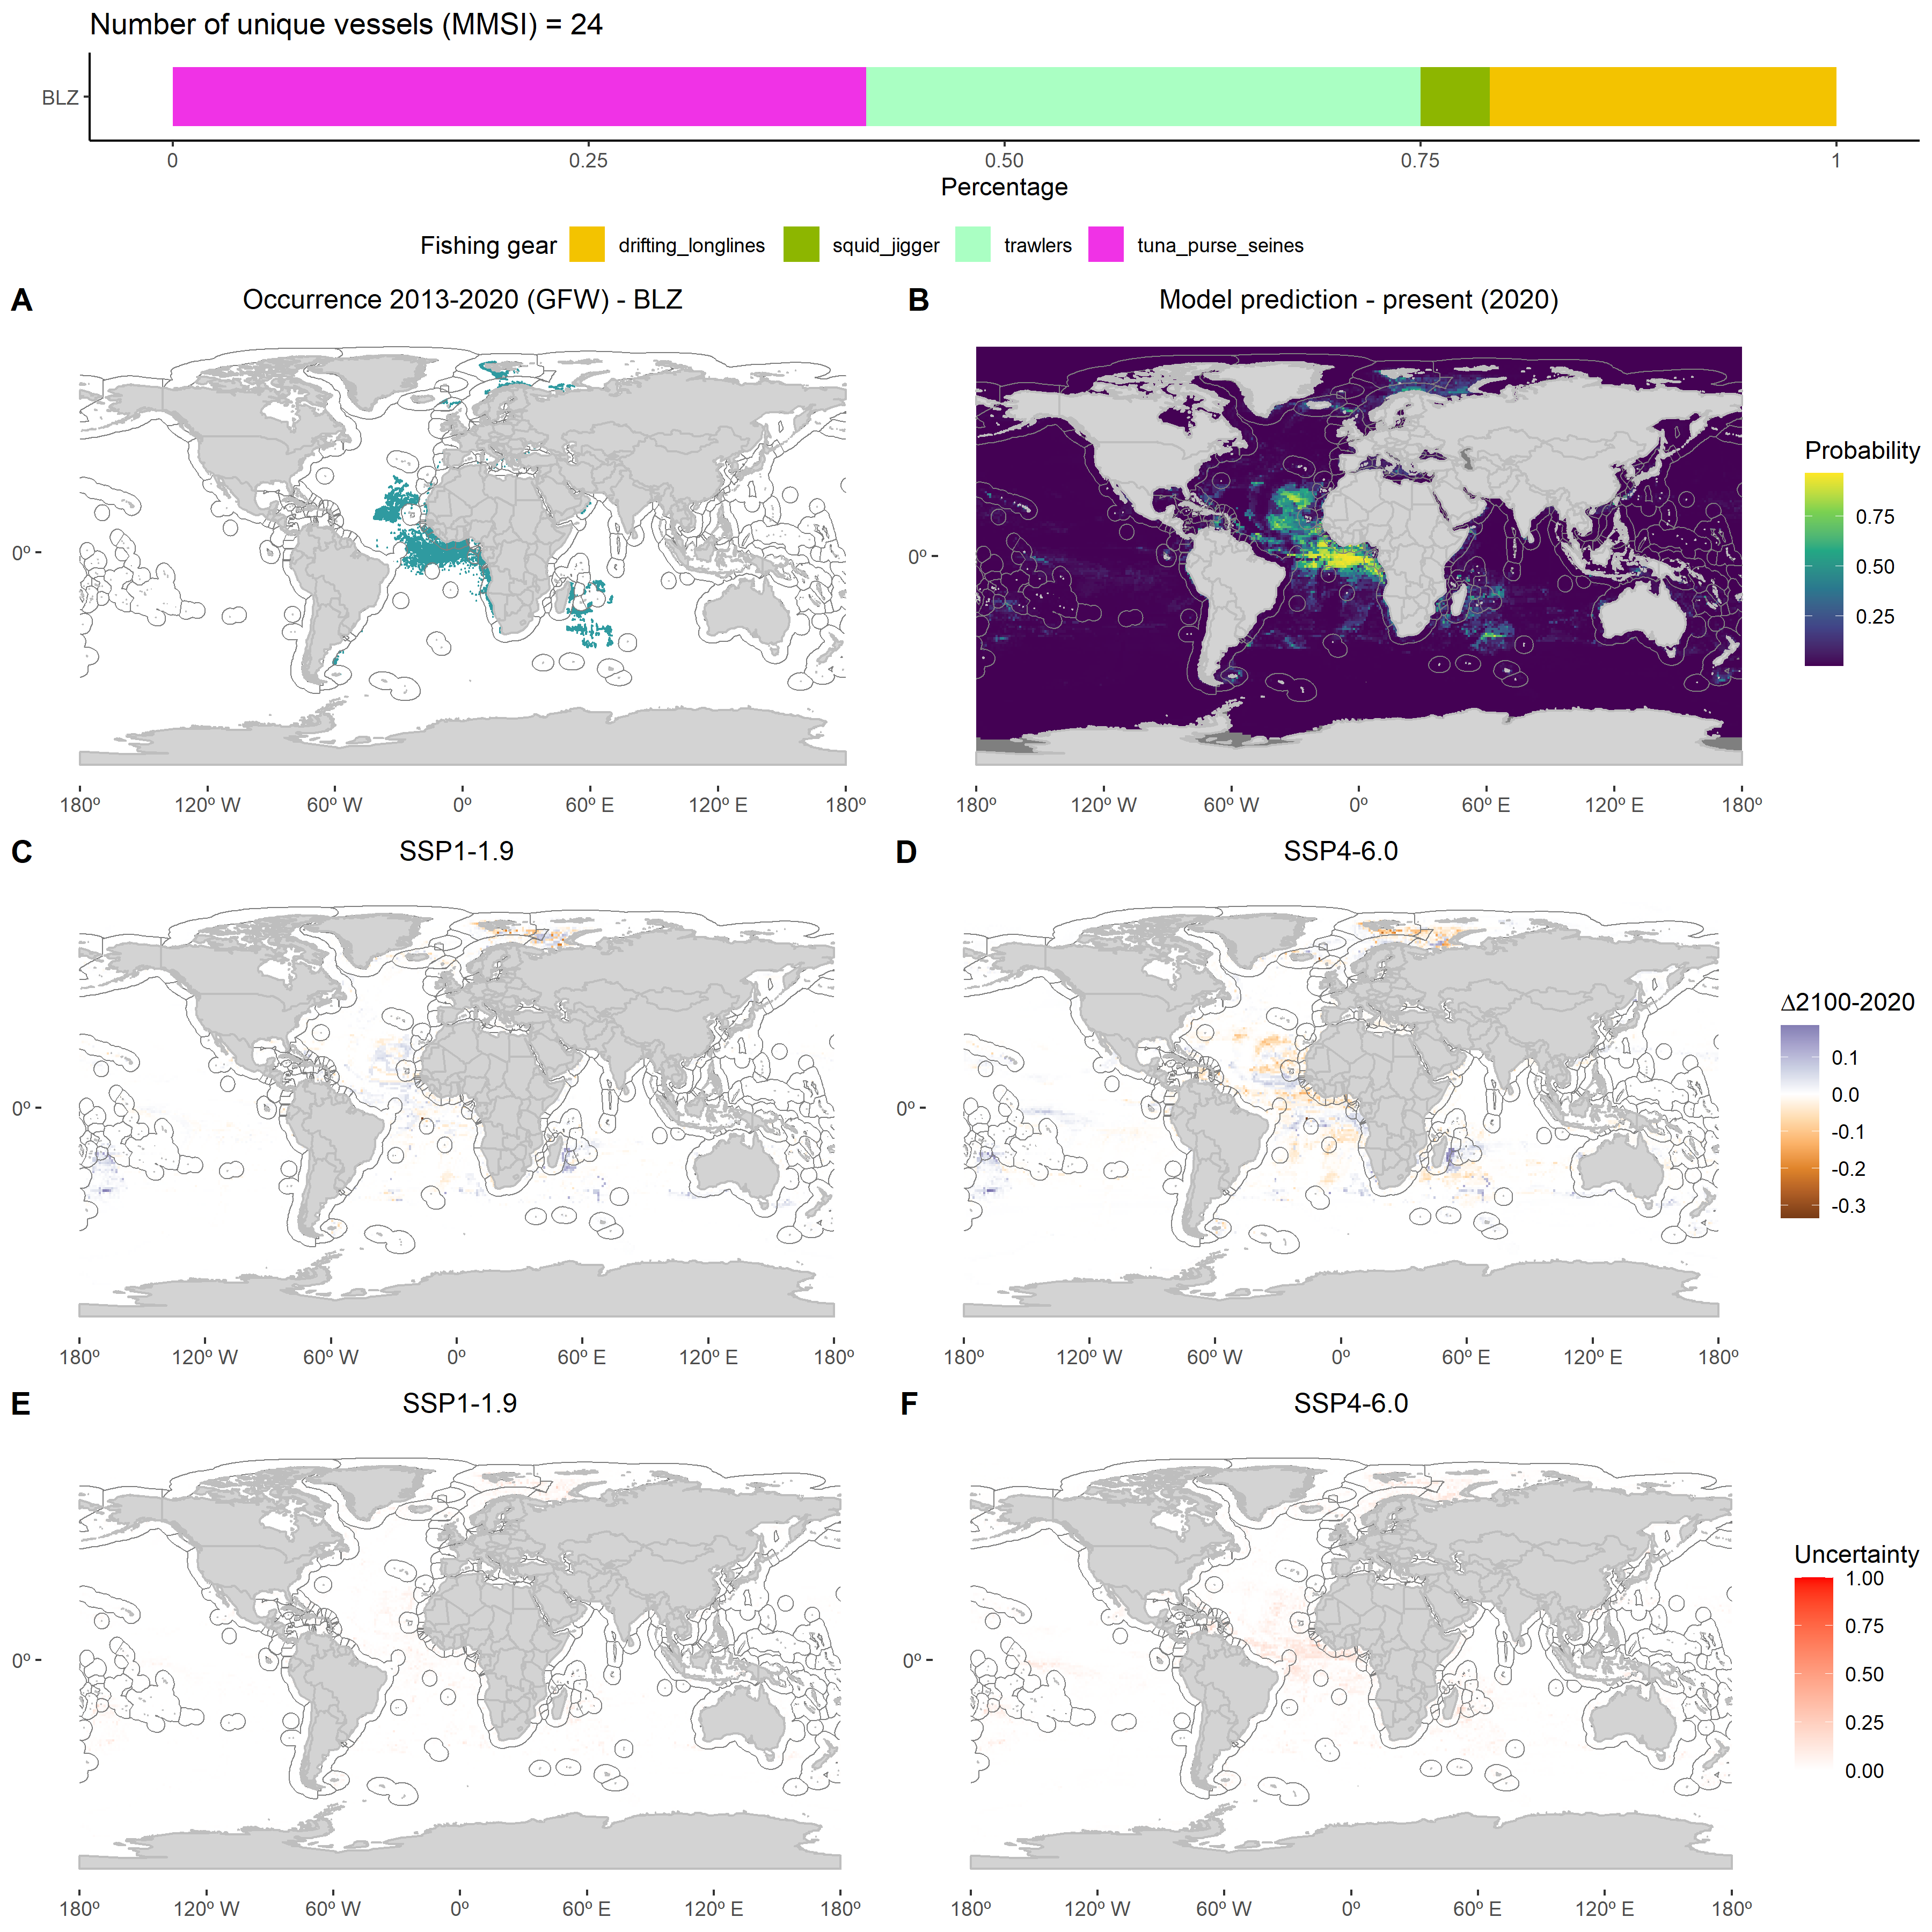 Number of unique vessels (MMSI) = 24
BLZ
0 0.25 0.50 0.75 1
Percentage
Fishing gear drifting_longlines squid_jigger trawlers tuna_purse_seines
A Occurrence 2013-2020 (GFW) - BLZ
0º
180º 120º W 60º W 0º 60º E 120º E 180º
B Model prediction - present (2020)
0º
180º 120º W 60º W 0º 60º E 120º E 180º
Probability
0.75
0.50
0.25
C SSP1-1.9
0º
180º 120º W 60º W 0º 60º E 120º E 180º
D SSP4-6.0
0º
180º 120º W 60º W 0º 60º E 120º E 180º
Δ2100-2020
0.1
0.0
-0.1
-0.2
-0.3
E SSP1-1.9
0º
180º 120º W 60º W 0º 60º E 120º E 180º
F SSP4-6.0
0º
180º 120º W 60º W 0º 60º E 120º E 180º
Uncertainty
1.00
0.75
0.50
0.25
0.00